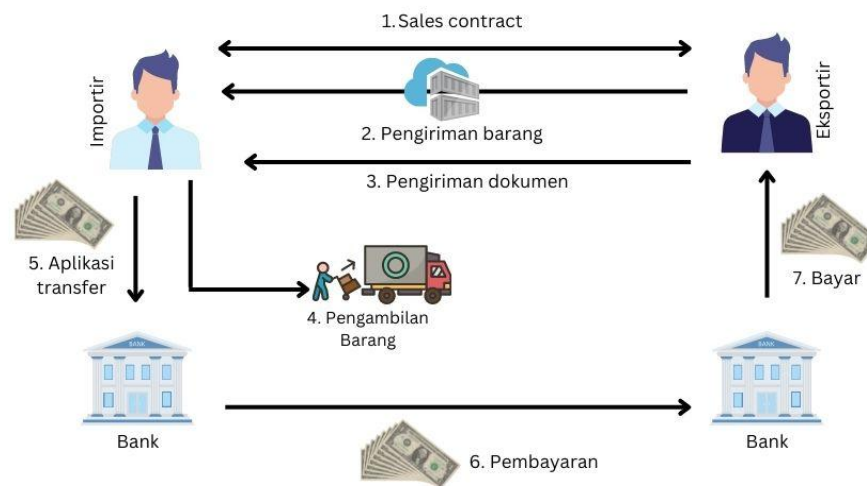 1. Sales contract
Importir
Eksportir
2. Pengiriman barang
3. Pengiriman dokumen
5. Aplikasi
transfer
4. Pengambilan
Barang
7. Bayar
BANK
Bank
BANK
Bank
6. Pembayaran